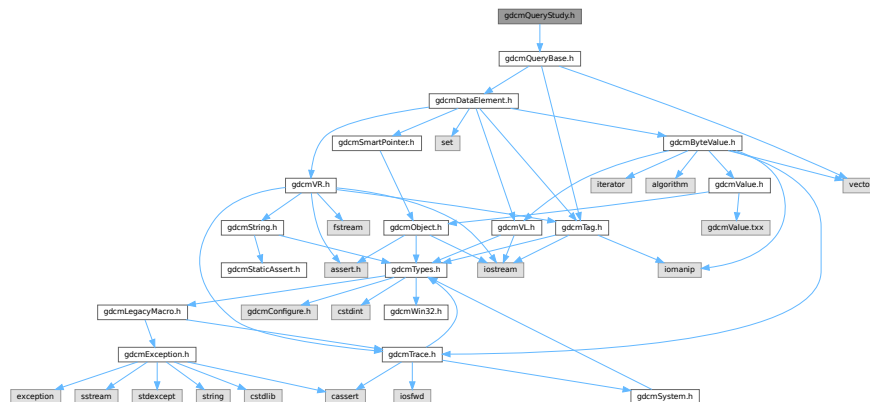 gdcmQueryStudy.h
gdcmQueryBase.h
gdcmDataElement.h
gdcmSmartPointer.h
set
gdcmByteValue.h
gdcmVR.h
iterator
algorithm
gdcmValue.h
vecto
gdcmString.h
fstream
gdcmObject.h
gdcmVL.h
gdcmTag.h
gdcmValue.txx
gdcmStaticAssert.h
assert.h
gdcmTypes.h
iostream
iomanip
gdcmLegacyMacro.h
gdcmConfigure.h
cstdint
gdcmWin32.h
gdcmException.h
gdcmTrace.h
exception
sstream
stdexcept
string
cstdlib
cassert
iosfwd
gdcmSystem.h